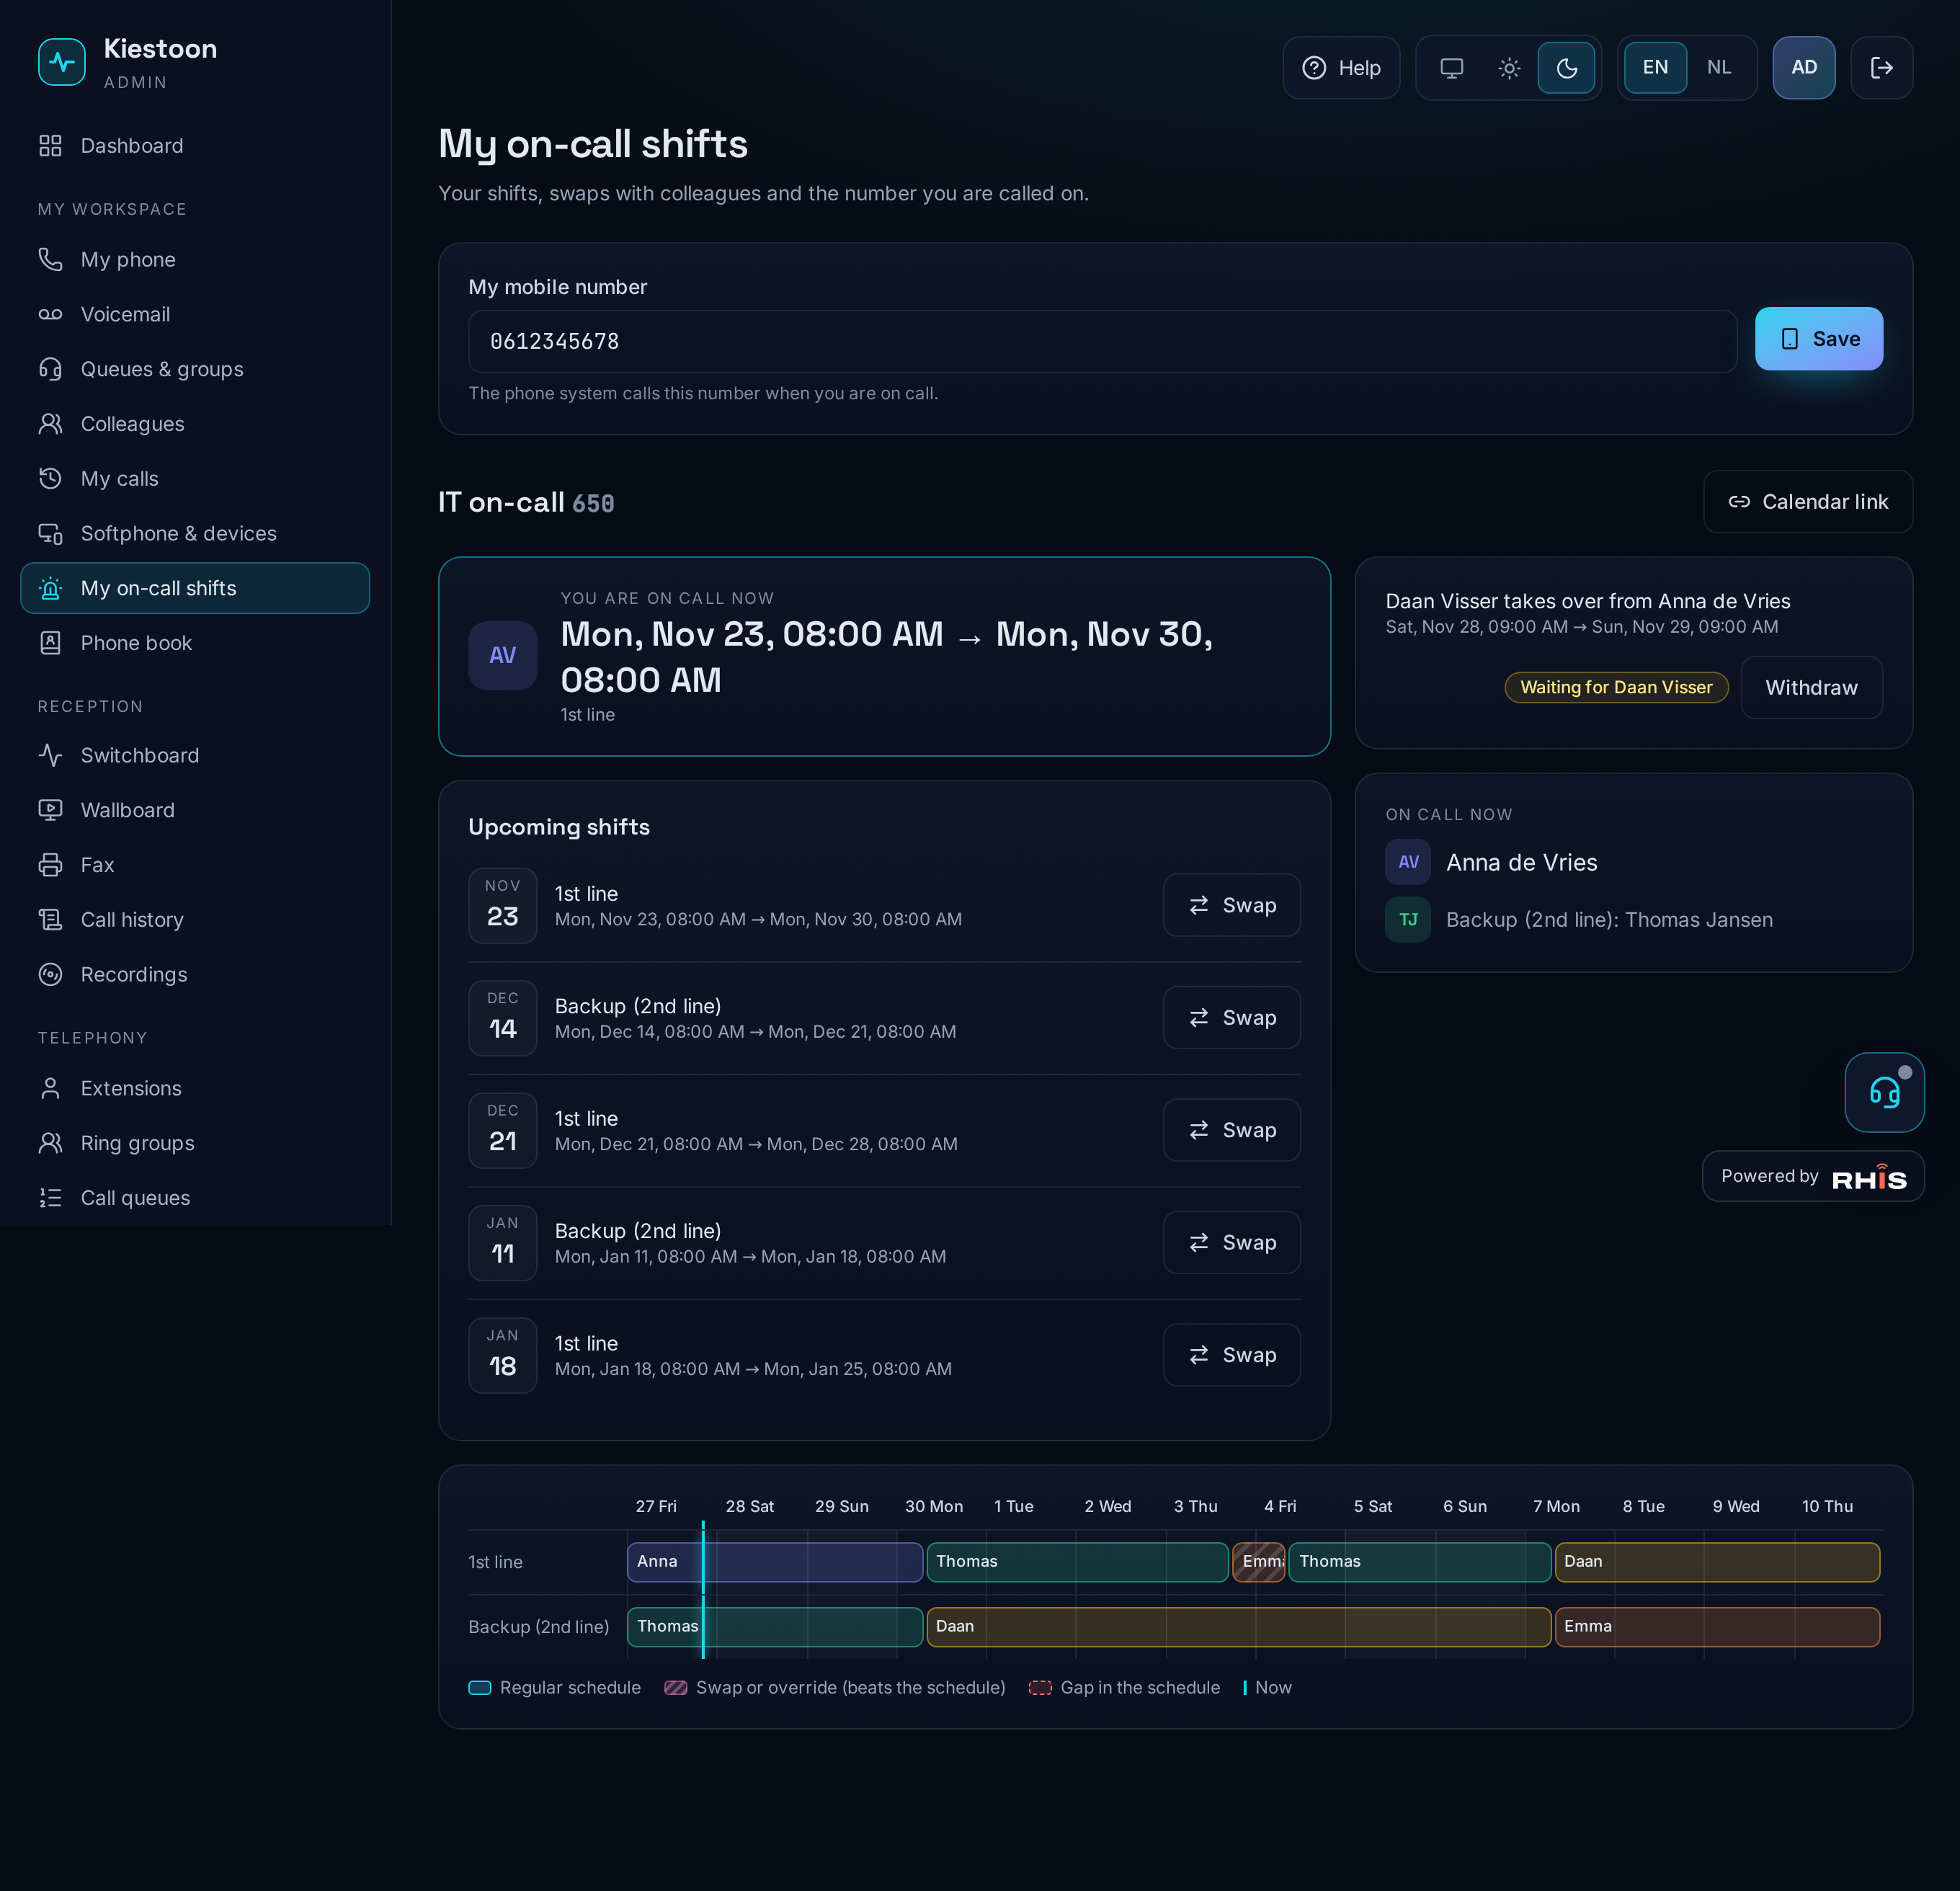 Kiestoon
ADMIN
Dashboard
MY WORKSPACE
My phone
Voicemail
Queues & groups
Colleagues
My calls
Softphone & devices
My on-call shifts
Phone book
RECEPTION
Switchboard
Wallboard
Fax
Call history
Recordings
TELEPHONY
Extensions
Ring groups
Call queues
Help
EN NL
AD
My on-call shifts
Your shifts, swaps with colleagues and the number you are called on.
My mobile number
0612345678
Save
The phone system calls this number when you are on call.
IT on-call 650
Calendar link
YOU ARE ON CALL NOW
AV
Mon, Nov 23, 08:00 AM → Mon, Nov 30,
08:00 AM
1st line
Daan Visser takes over from Anna de Vries
Sat, Nov 28, 09:00 AM → Sun, Nov 29, 09:00 AM
Waiting for Daan Visser
Withdraw
ON CALL NOW
AV Anna de Vries
TJ Backup (2nd line): Thomas Jansen
Upcoming shifts
NOV
23
1st line
Mon, Nov 23, 08:00 AM → Mon, Nov 30, 08:00 AM
Swap
DEC
14
Backup (2nd line)
Mon, Dec 14, 08:00 AM → Mon, Dec 21, 08:00 AM
Swap
DEC
21
1st line
Mon, Dec 21, 08:00 AM → Mon, Dec 28, 08:00 AM
Swap
JAN
11
Backup (2nd line)
Mon, Jan 11, 08:00 AM → Mon, Jan 18, 08:00 AM
Swap
JAN
18
1st line
Mon, Jan 18, 08:00 AM → Mon, Jan 25, 08:00 AM
Swap
Powered by RHiS
27 Fri 28 Sat 29 Sun 30 Mon 1 Tue 2 Wed 3 Thu 4 Fri 5 Sat 6 Sun 7 Mon 8 Tue 9 Wed 10 Thu
1st line Anna Thomas Emma Thomas Daan
Backup (2nd line) Thomas Daan Emma
Regular schedule Swap or override (beats the schedule) Gap in the schedule Now